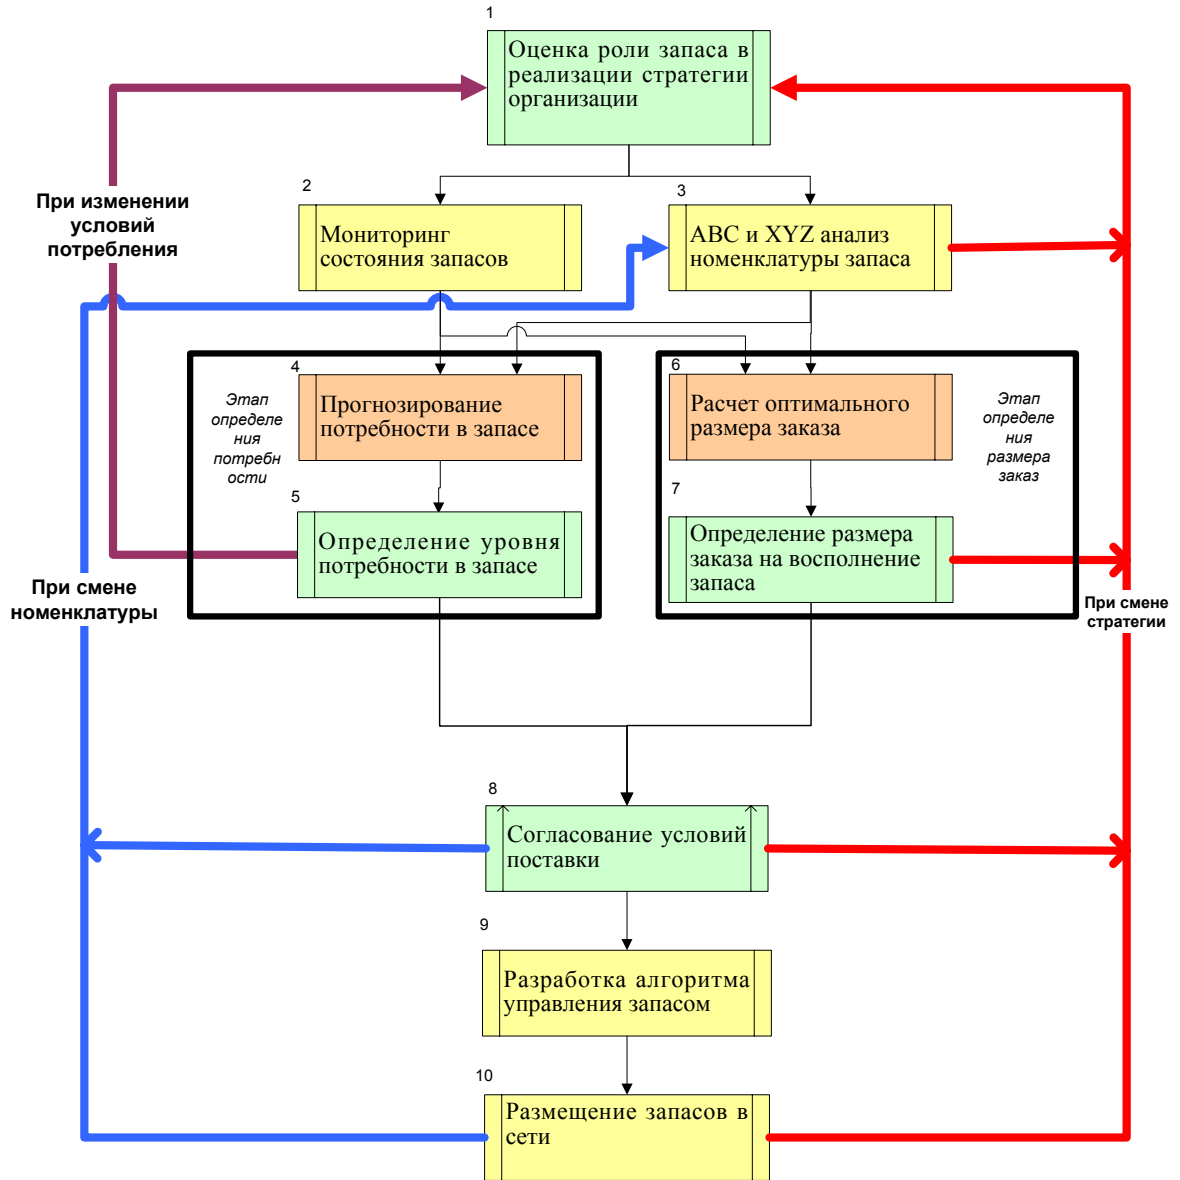 1
Оценка роли запаса в
реализации стратегии
организации
При изменении
условий
потребления
2
Мониторинг
состояния запасов
3
ABC и XYZ анализ
номенклатуры запаса
Этап
определе
ния
потребн
ости
4
Прогнозирование
потребности в запасе
5
Определение уровня
потребности в запасе
6
Расчет оптимального
размера заказа
Этап
определе
ния
размера
заказ
7
Определение размера
заказа на восполнение
запаса
При смене
номенклатуры
При смене
стратегии
8
Согласование условий
поставки
9
Разработка алгоритма
управления запасом
10
Размещение запасов в
сети